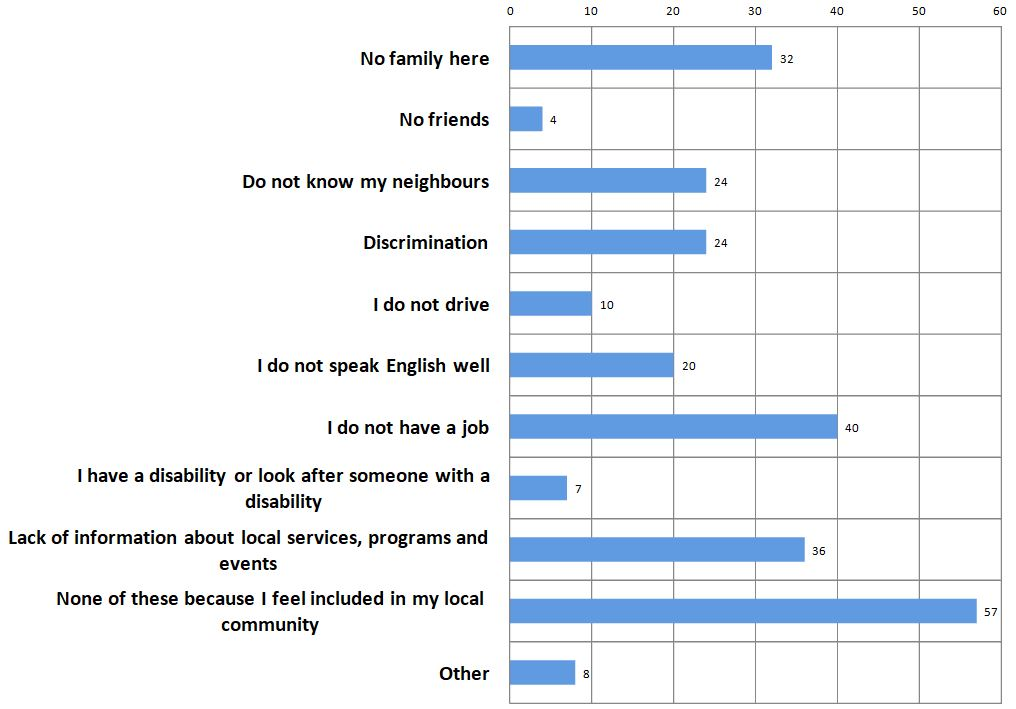 0 10 20 30 40 50 60
No family here 32
No friends 4
Do not know my neighbours 24
Discrimination 24
I do not drive 10
I do not speak English well 20
I do not have a job 40
I have a disability or look after someone with a
disability 7
Lack of information about local services, programs and
events 36
None of these because I feel included in my local
community 57
Other 8